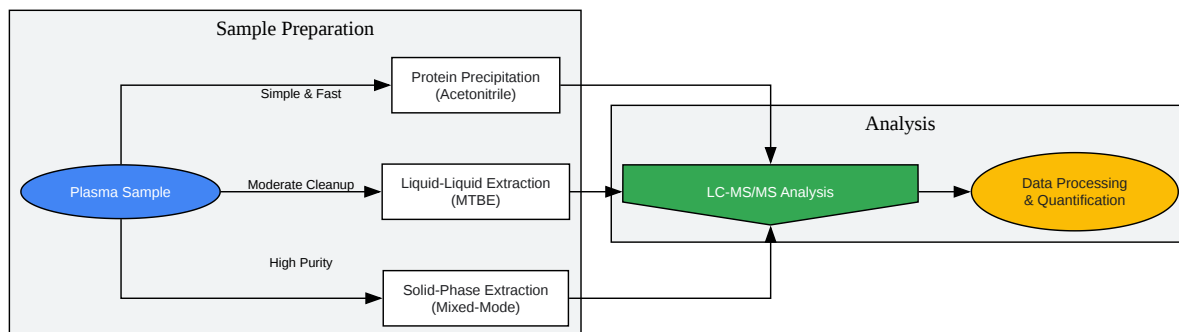 Sample Preparation
Protein Precipitation
(Acetonitrile)
Simple & Fast
Analysis
Plasma Sample
Moderate Cleanup
Liquid-Liquid Extraction
(MTBE)
LC-MS/MS Analysis
Data Processing
& Quantification
High Purity
Solid-Phase Extraction
(Mixed-Mode)